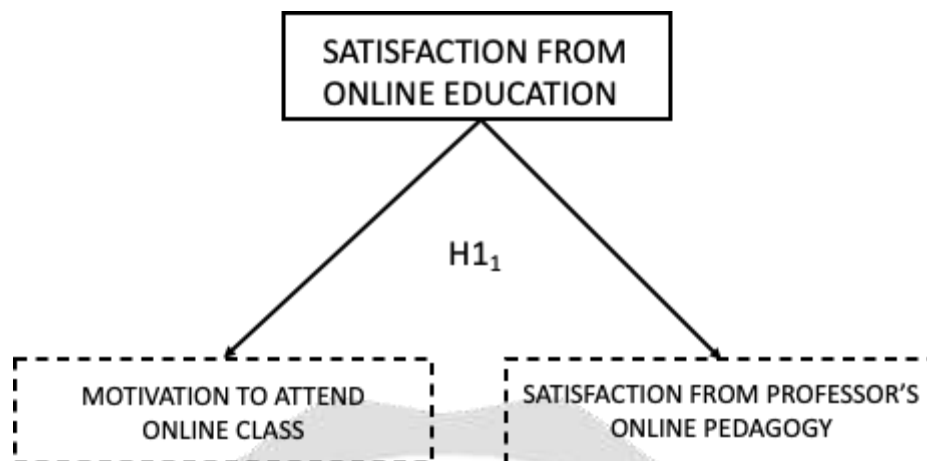 SATISFACTION FROM
ONLINE EDUCATION
H1₁
MOTIVATION TO ATTEND
ONLINE CLASS
SATISFACTION FROM PROFESSOR’S
ONLINE PEDAGOGY